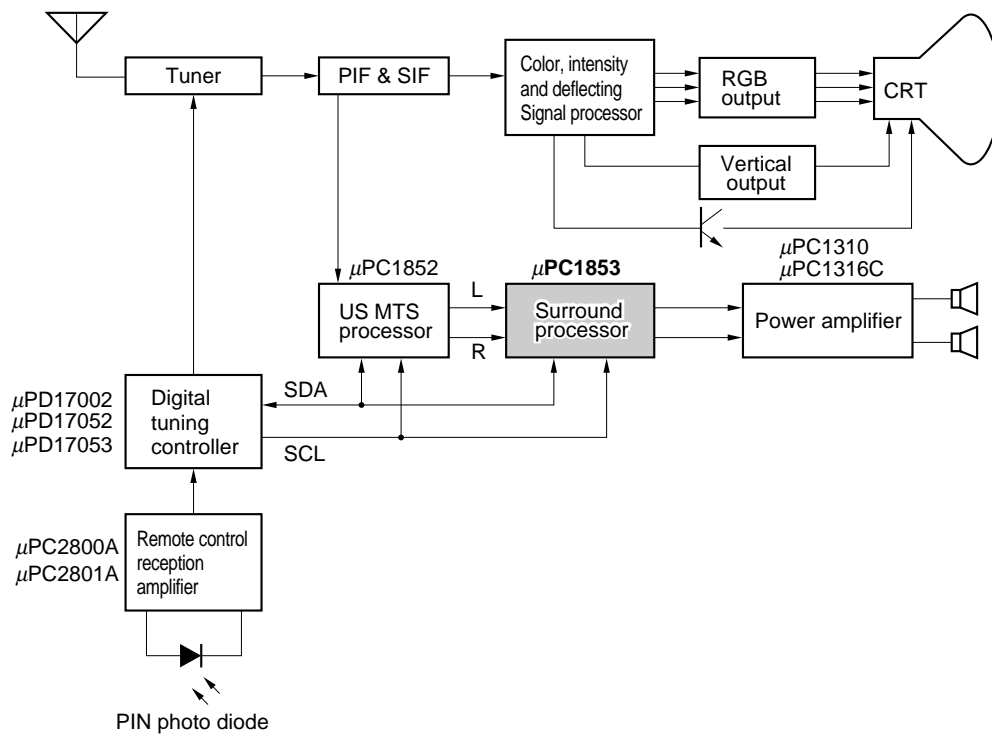 Tuner
PIF & SIF
Color, intensity
and deflecting
Signal processor
RGB
output
CRT
Vertical
output
μPC1852
μPC1853
μPC1310
μPC1316C
US MTS
processor
L
R
Surround
processor
Power amplifier
μPD17002
μPD17052
μPD17053
Digital
tuning
controller
SDA
SCL
μPC2800A
μPC2801A
Remote control
reception
amplifier
PIN photo diode